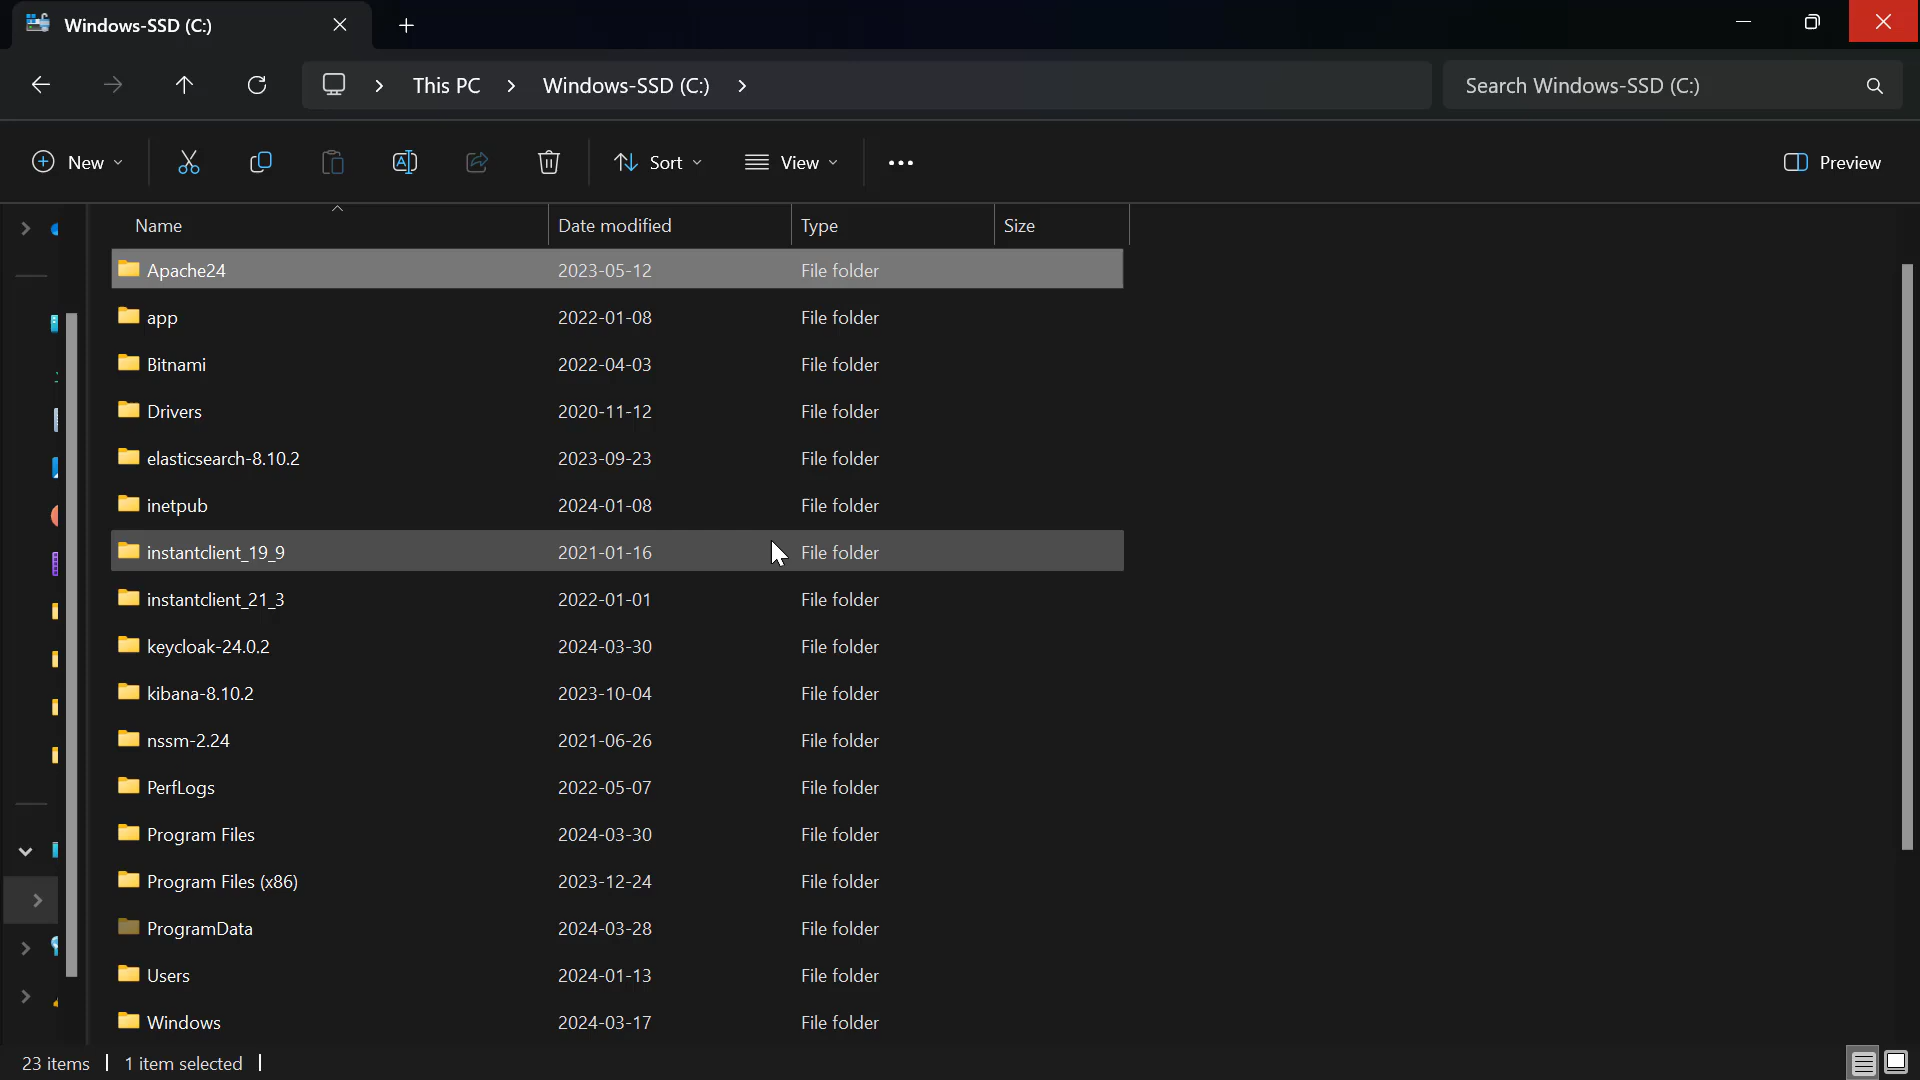 Windows-SSD (C:)
This PC > Windows-SSD (C:) >
Search Windows-SSD (C:)
New
Sort
View
Preview
Name Date modified Type Size
Apache24 2023-05-12 File folder
app 2022-01-08 File folder
Bitnami 2022-04-03 File folder
Drivers 2020-11-12 File folder
elasticsearch-8.10.2 2023-09-23 File folder
inetpub 2024-01-08 File folder
instantclient_19_9 2021-01-16 File folder
instantclient_21_3 2022-01-01 File folder
keycloak-24.0.2 2024-03-30 File folder
kibana-8.10.2 2023-10-04 File folder
nssm-2.24 2021-06-26 File folder
PerfLogs 2022-05-07 File folder
Program Files 2024-03-30 File folder
Program Files (x86) 2023-12-24 File folder
ProgramData 2024-03-28 File folder
Users 2024-01-13 File folder
Windows 2024-03-17 File folder
23 items | 1 item selected |